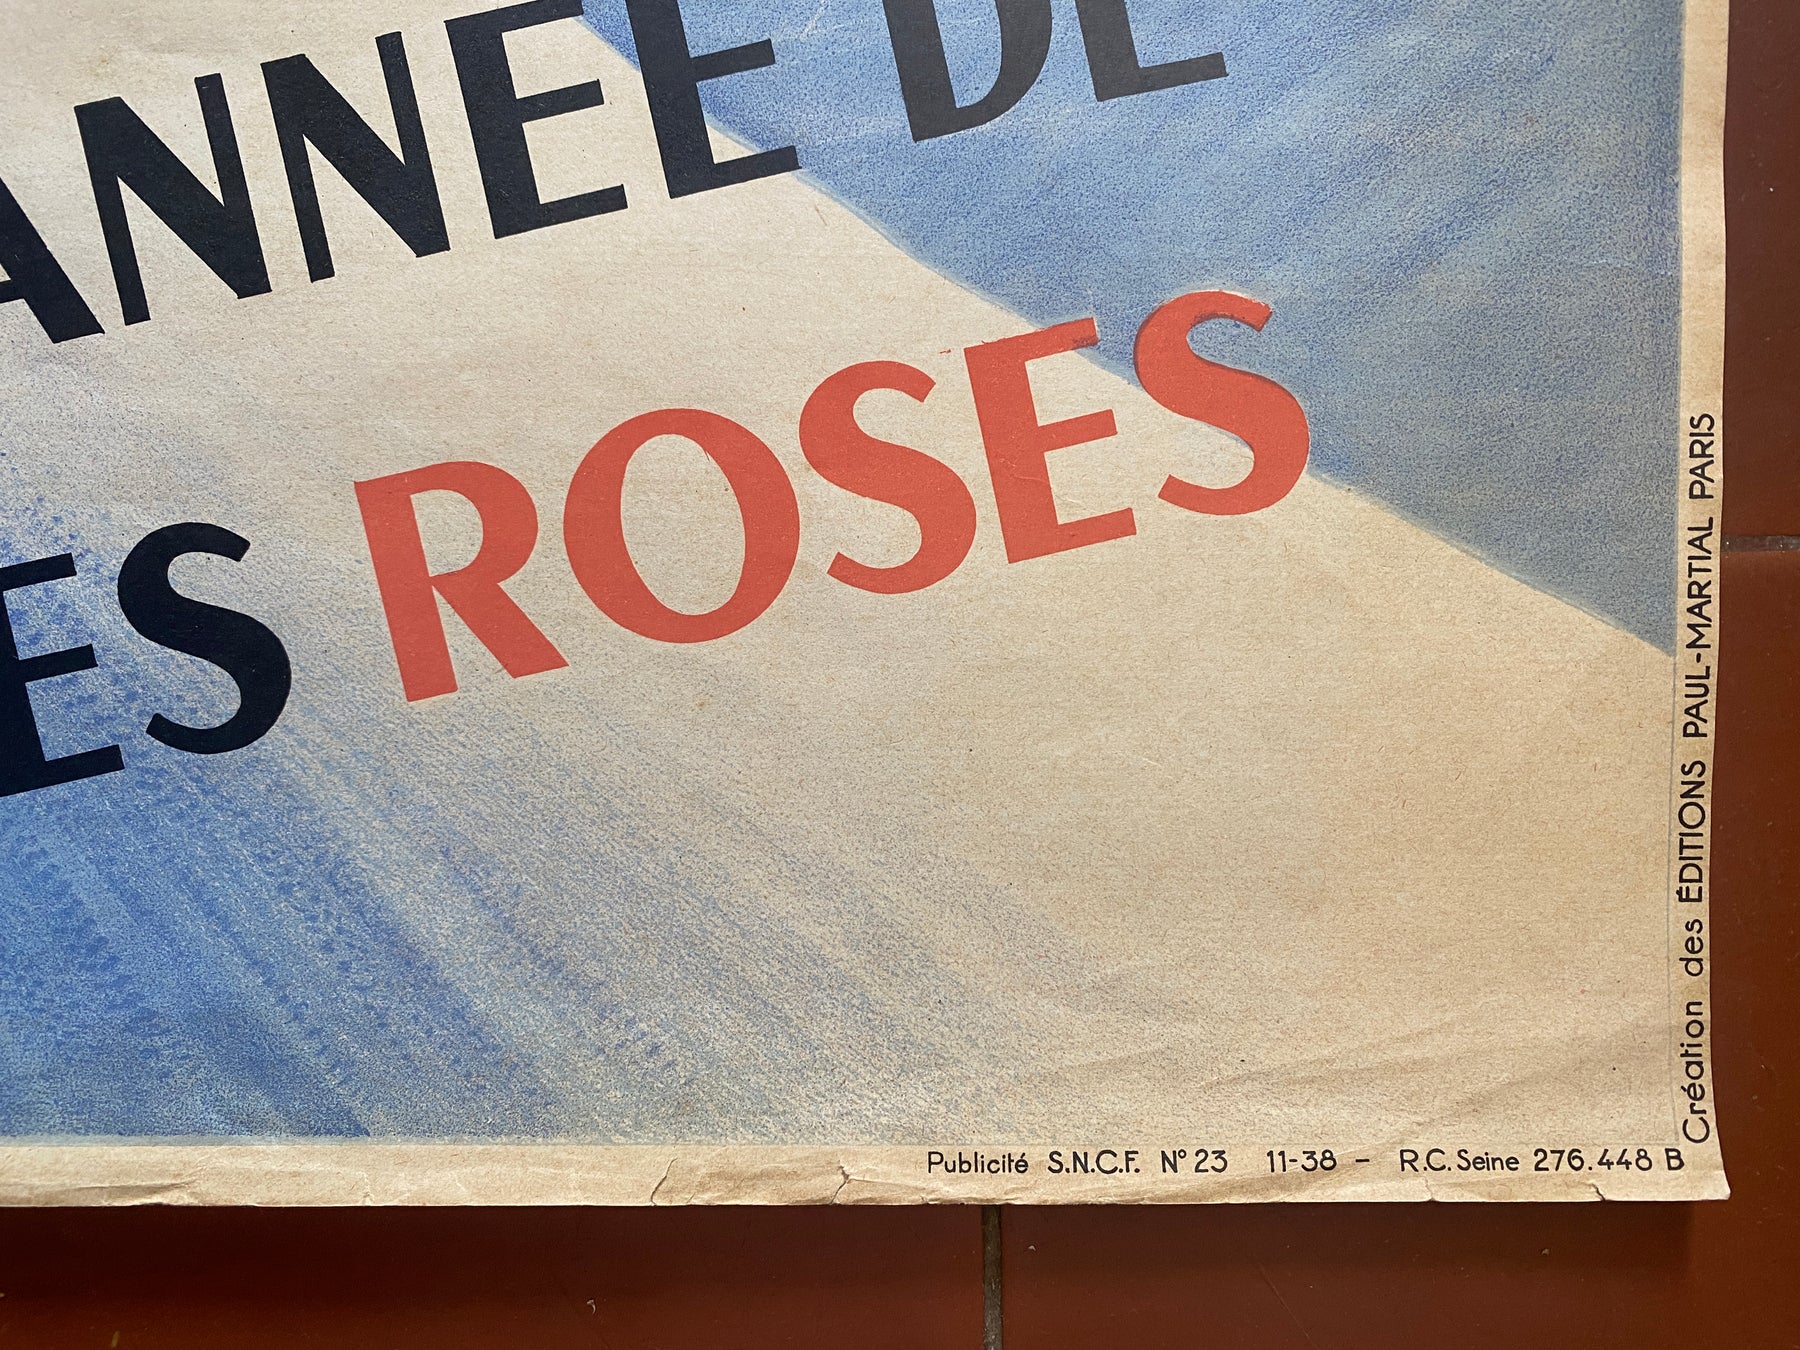 ANNEE DE
ES ROSES
Publicité S.N.C.F. N° 23 11-38 - R.C. Seine 276.448 B
Création des ÉDITIONS PAUL-MARTIAL PARIS